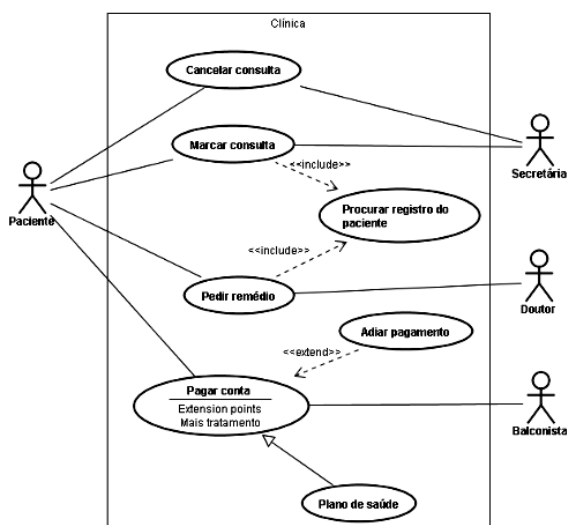 Clínica
Cancelar consulta
Marcar consulta
<<include>>
Secretária
Paciente
Procurar registro do
paciente
<<include>>
Pedir remédio
Doutor
Adiar pagamento
<<extend>>
Pagar conta
Extension points
Mais tratamento
Balconista
Plano de saúde